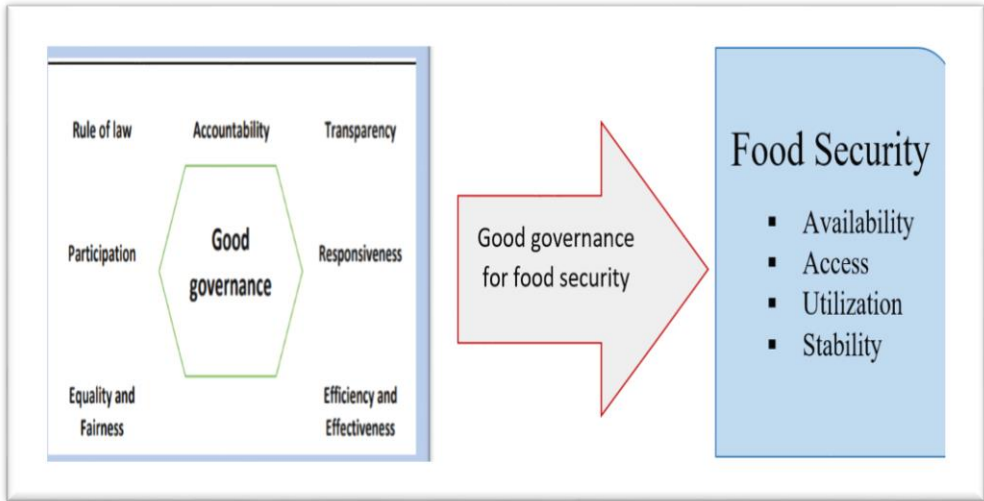 Rule of law
Accountability
Transparency
Participation
Good
governance
Responsiveness
Equality and
Fairness
Efficiency and
Effectiveness
Good governance
for food security
Food Security
▪ Availability
▪ Access
▪ Utilization
▪ Stability